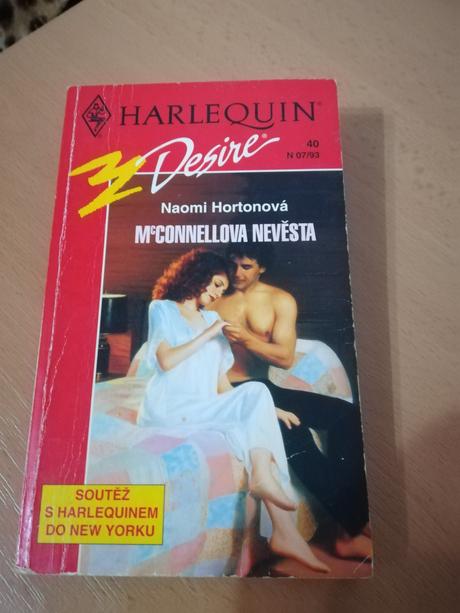 HARLEQUIN®
Desire®
40
N 07/93
Naomi Hortonová
McCONNELLOVA NEVĚSTA
SOUTĚŽ
S HARLEQUINEM
DO NEW YORKU